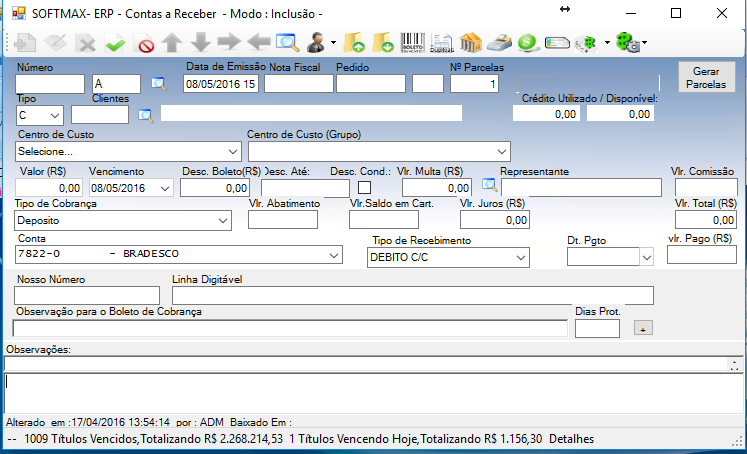 SOFTMAX- ERP - Contas a Receber - Modo : Inclusão -
BOLETO
Duplicata
Número Data de Emissão Nota Fiscal Pedido Nº Parcelas
A 08/05/2016 15 1 Gerar Parcelas
Tipo Clientes Crédito Utilizado / Disponível:
C 0,00 0,00
Centro de Custo Centro de Custo (Grupo)
Selecione...
Valor (R$) Vencimento Desc. Boleto(R$) Desc. Até: Desc. Cond.: Vlr. Multa (R$) Representante Vlr. Comissão
0,00 08/05/2016 0,00 0,00
Tipo de Cobrança Vlr. Abatimento Vlr.Saldo em Cart. Vlr. Juros (R$) Vlr. Total (R$)
Deposito 0,00 0,00
Conta Tipo de Recebimento Dt. Pgto vlr. Pago (R$)
7822-0 - BRADESCO DEBITO C/C
Nosso Número Linha Digitável
Observação para o Boleto de Cobrança Dias Prot.
Observações:
Alterado em :17/04/2016 13:54:14 por : ADM Baixado Em :
-- 1009 Títulos Vencidos,Totalizando R$ 2.268.214,53 1 Títulos Vencendo Hoje,Totalizando R$ 1.156,30 Detalhes